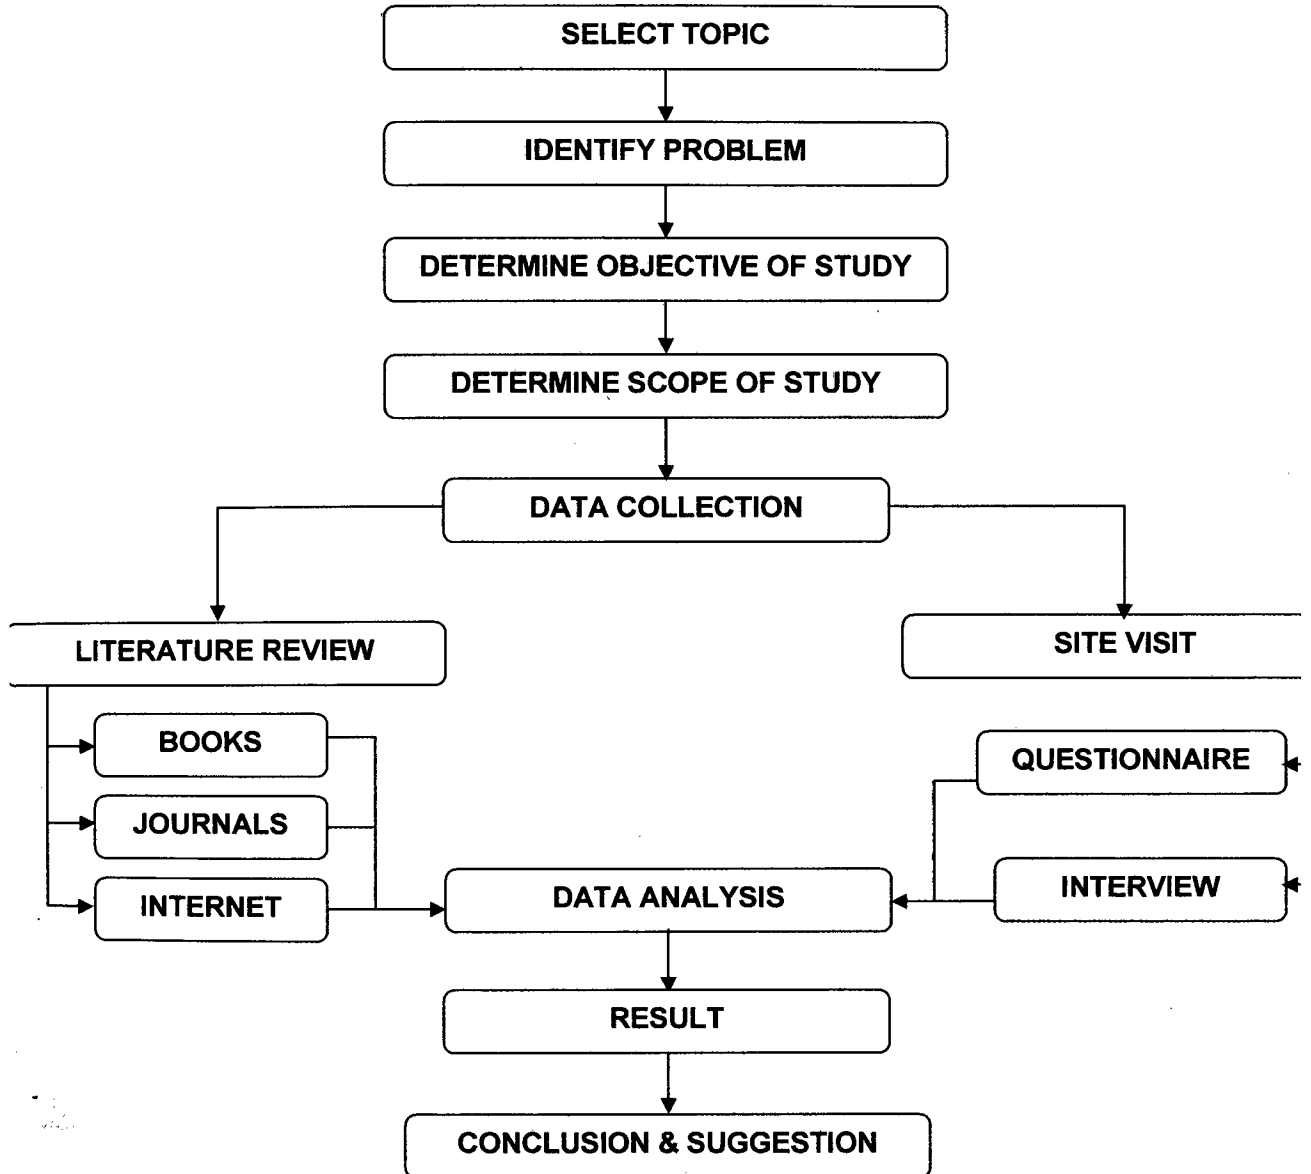 SELECT TOPIC
IDENTIFY PROBLEM
DETERMINE OBJECTIVE OF STUDY
DETERMINE SCOPE OF STUDY
DATA COLLECTION
LITERATURE REVIEW
SITE VISIT
BOOKS
QUESTIONNAIRE
JOURNALS
INTERVIEW
INTERNET
DATA ANALYSIS
RESULT
CONCLUSION & SUGGESTION